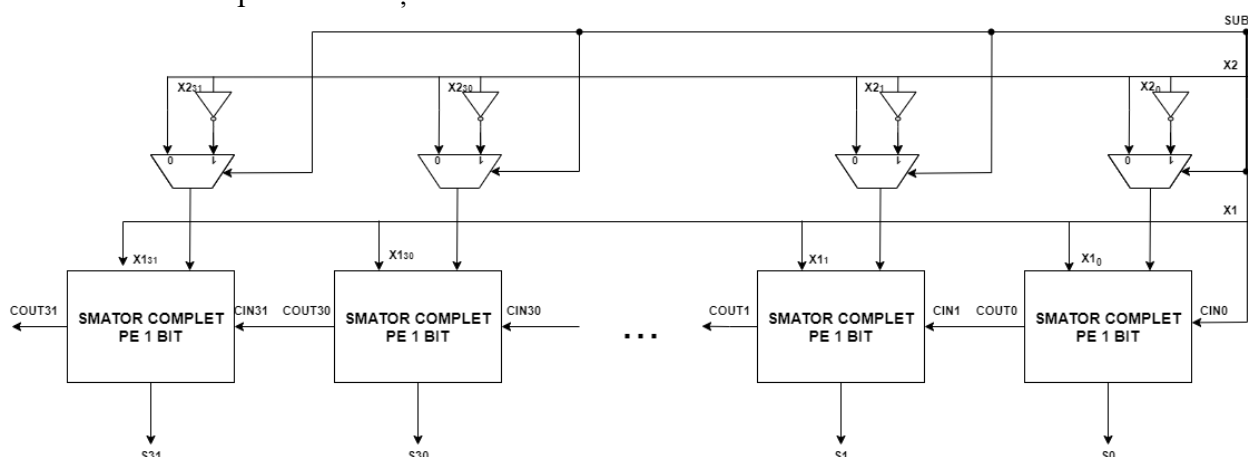 SUB
X2
X231
X230
X21
X20
0 1
0 1
0 1
0 1
X1
X131
X130
X11
X10
COUT31
SMATOR COMPLET
PE 1 BIT
CIN31
COUT30
SMATOR COMPLET
PE 1 BIT
CIN30
...
COUT1
SMATOR COMPLET
PE 1 BIT
CIN1
COUT0
SMATOR COMPLET
PE 1 BIT
CIN0
S31
S30
S1
S0